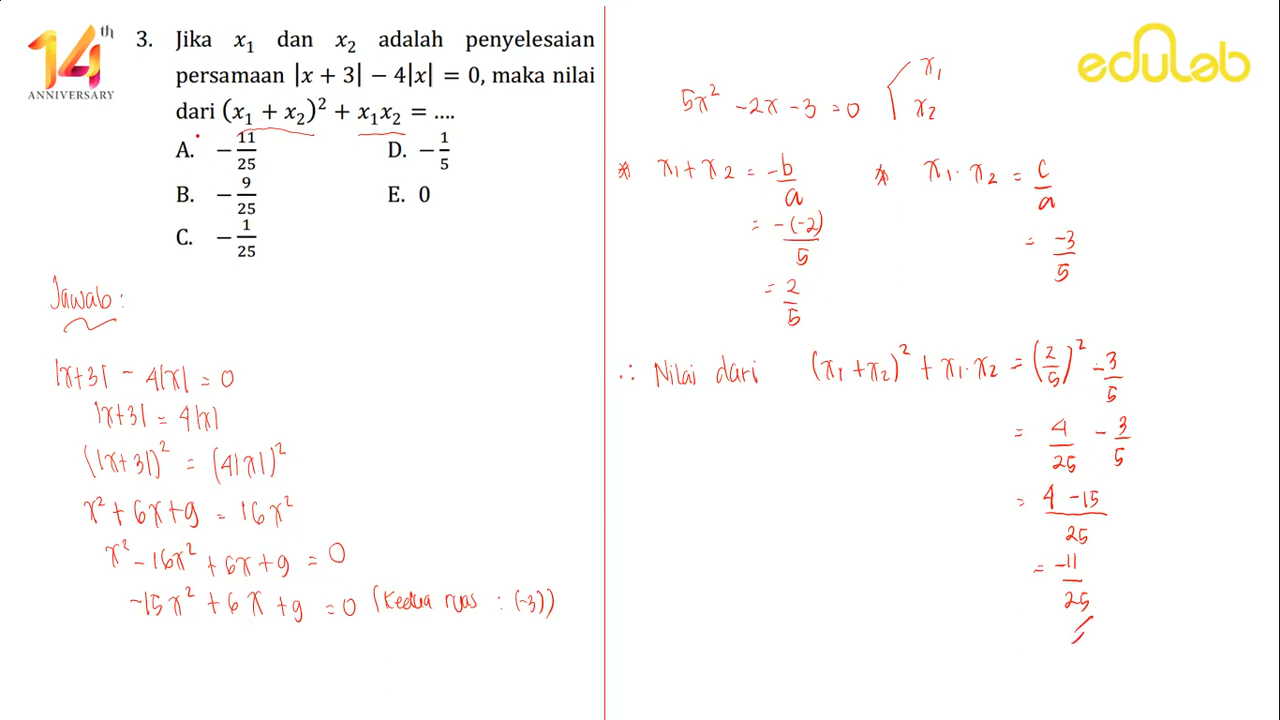 14th
ANNIVERSARY
edulab
3. Jika x₁ dan x₂ adalah penyelesaian
persamaan |x + 3| − 4|x| = 0, maka nilai
dari (x₁ + x₂)² + x₁x₂ = ....
A. −11/25 D. −1/5
B. −9/25 E. 0
C. −1/25
Jawab :
|x+3| − 4|x| = 0
|x+3| = 4|x|
(|x+3|)² = (4|x|)²
x² + 6x + 9 = 16x²
x² − 16x² + 6x + 9 = 0
−15x² + 6x + 9 = 0 (kedua ruas : (−3))
5x² − 2x − 3 = 0 x₁
x₂
* x₁ + x₂ = −b/a
= −(−2)/5
= 2/5
* x₁ . x₂ = c/a
= −3/5
∴ Nilai dari (x₁ + x₂)² + x₁ . x₂ = (2/5)² − 3/5
= 4/25 − 3/5
= 4 − 15/25
= −11/25